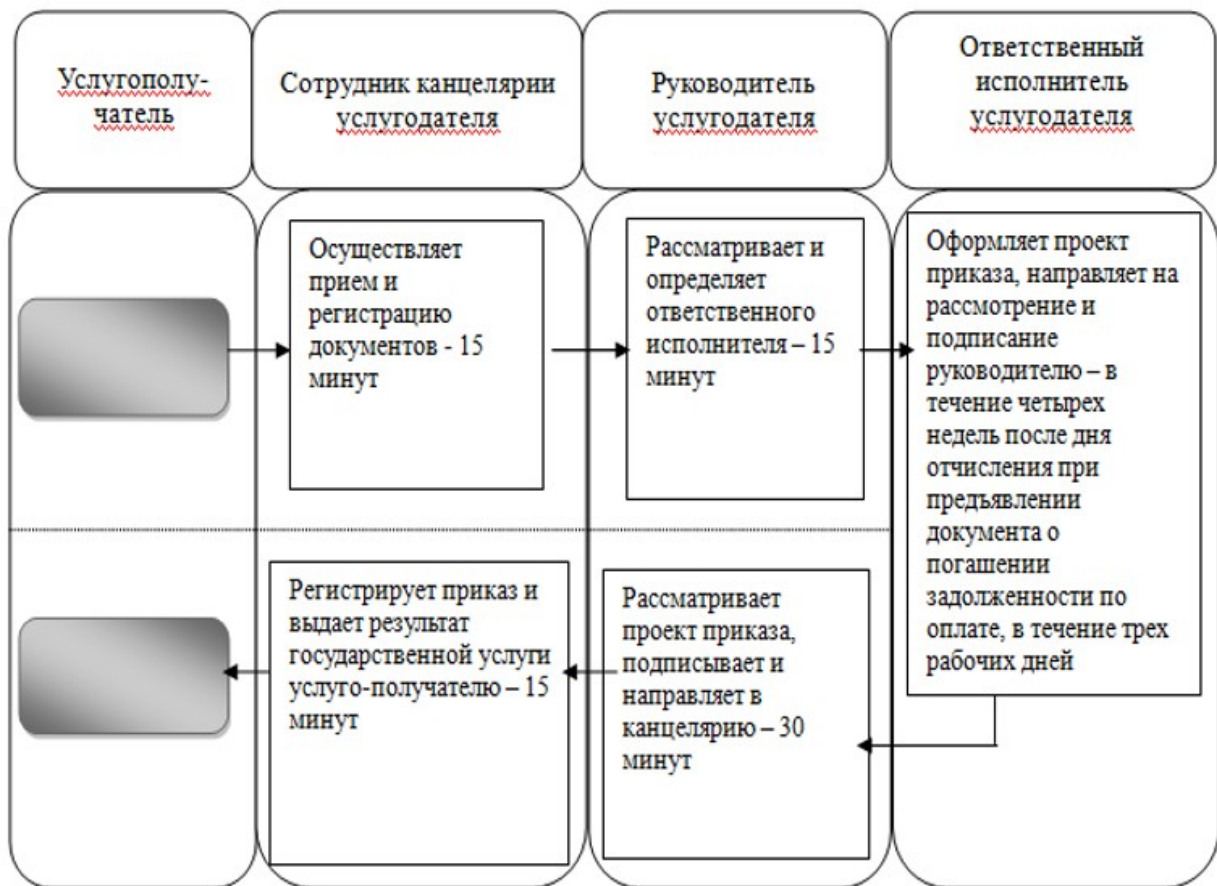 Услугополу-
чатель
Сотрудник канцелярии
услугодателя
Руководитель
услугодателя
Ответственный
исполнитель
услугодателя
Осуществляет
прием и
регистрацию
документов - 15
минут
Рассматривает и
определяет
ответственного
исполнителя – 15
минут
Оформляет проект
приказа, направляет на
рассмотрение и
подписание
руководителю – в
течение четырех
недель после дня
отчисления при
предъявлении
документа о
погашении
задолженности по
оплате, в течение трех
рабочих дней
Регистрирует приказ и
выдает результат
государственной услуги
услуго-получателю – 15
минут
Рассматривает
проект приказа,
подписывает и
направляет в
канцелярию – 30
минут